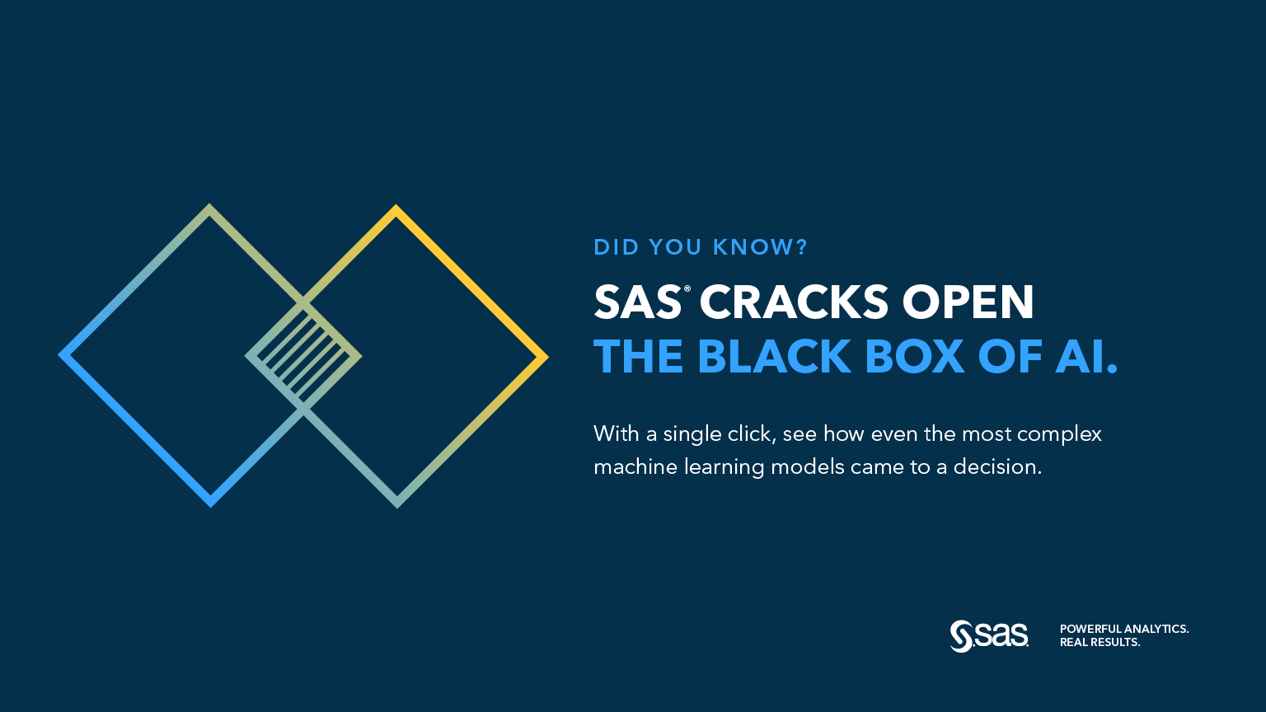 DID YOU KNOW?
SAS® CRACKS OPEN
THE BLACK BOX OF AI.
With a single click, see how even the most complex
machine learning models came to a decision.
sas
POWERFUL ANALYTICS.
REAL RESULTS.